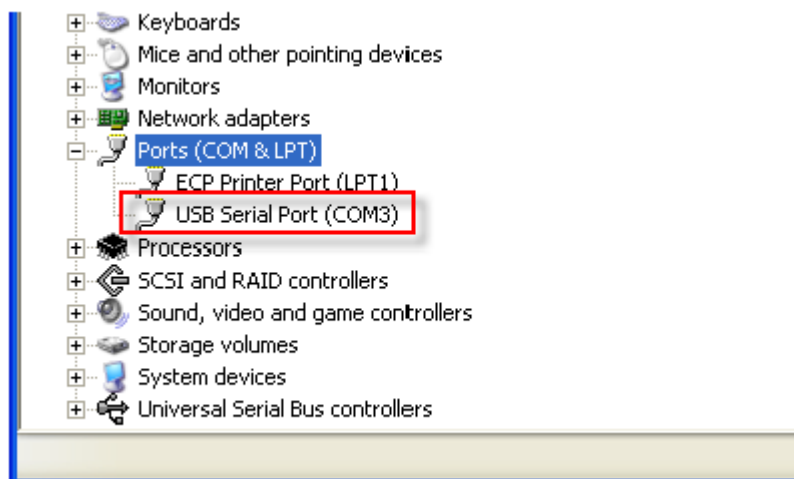 Keyboards
Mice and other pointing devices
Monitors
Network adapters
Ports (COM & LPT)
ECP Printer Port (LPT1)
USB Serial Port (COM3)
Processors
SCSI and RAID controllers
Sound, video and game controllers
Storage volumes
System devices
Universal Serial Bus controllers